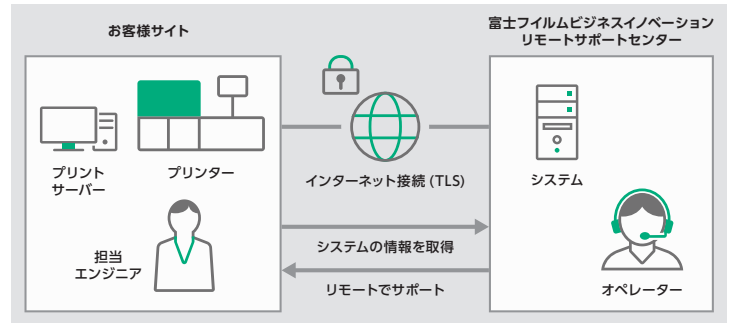 お客様サイト
富士フイルムビジネスイノベーション
リモートサポートセンター
プリント
サーバー
プリンター
インターネット接続 (TLS)
システム
担当
エンジニア
システムの情報を取得
リモートでサポート
オペレーター